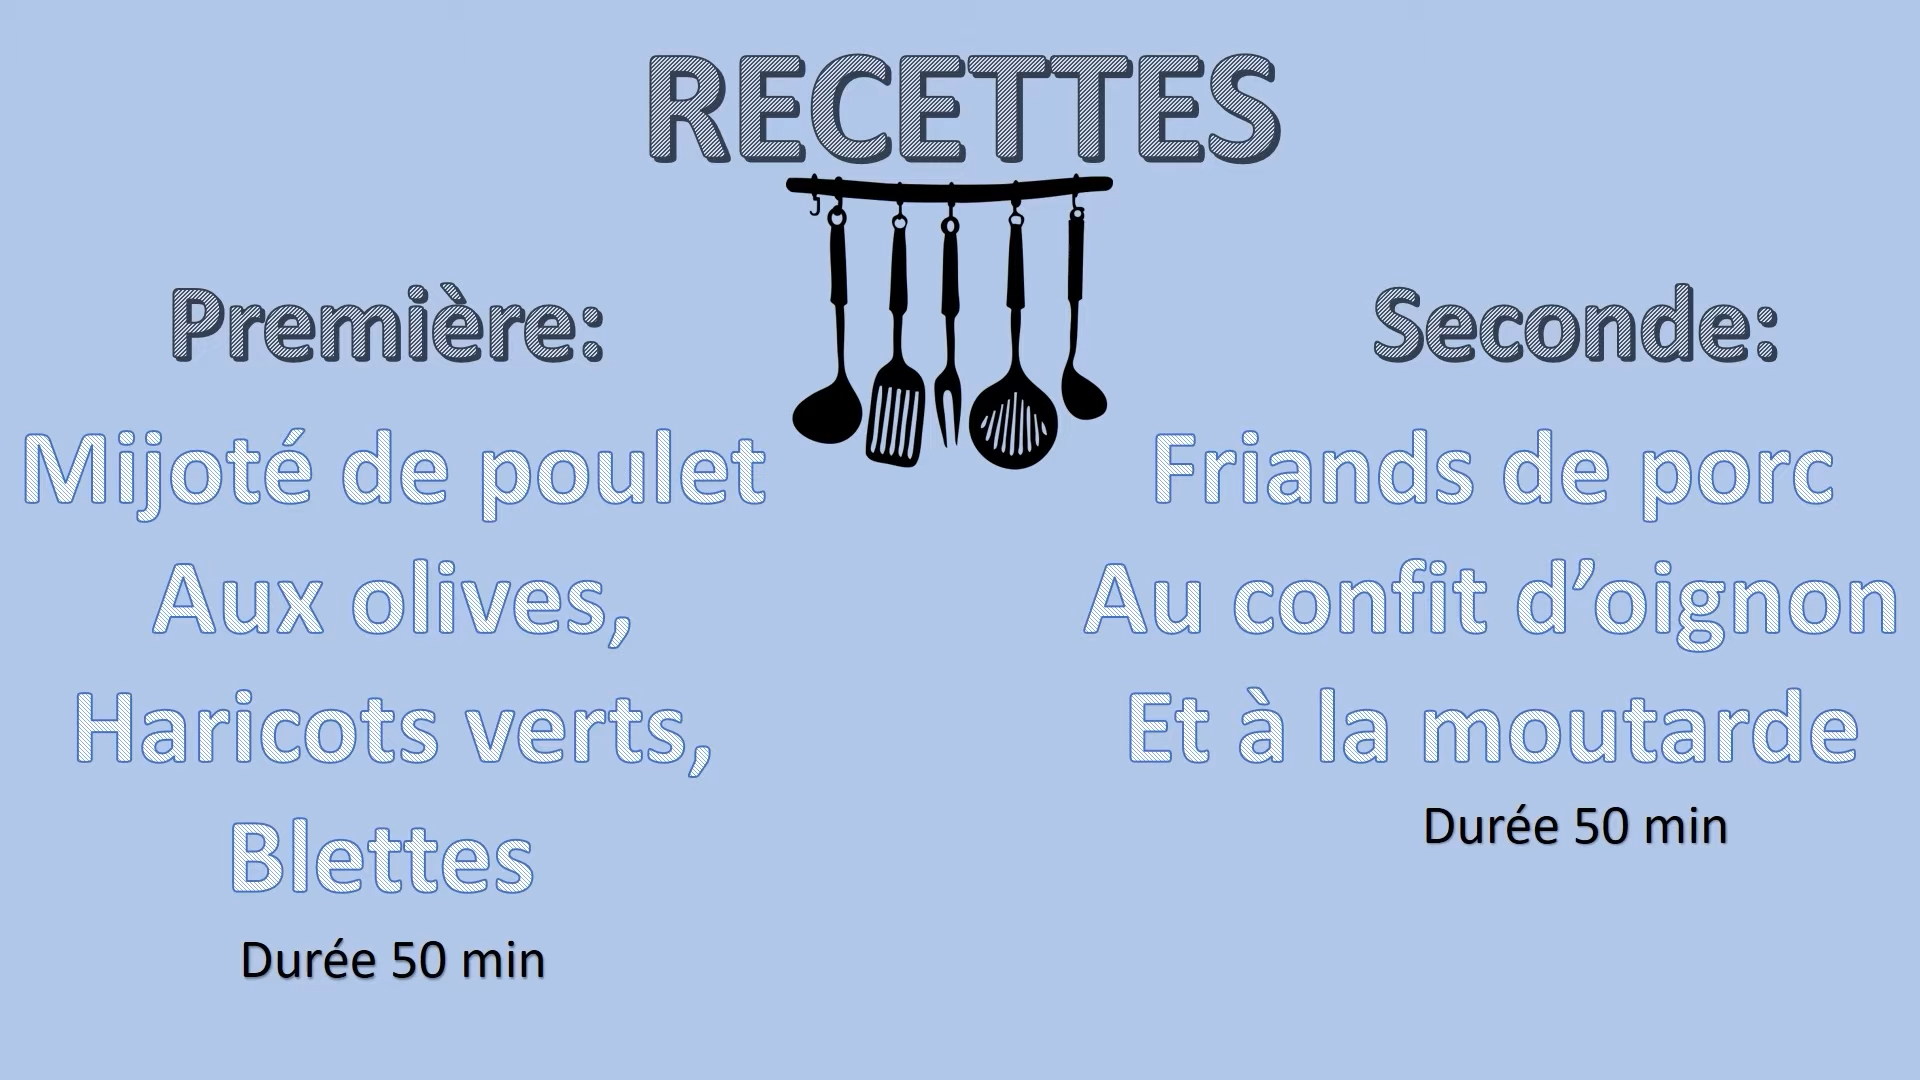 RECETTES
Première:
Mijoté de poulet
Aux olives,
Haricots verts,
Blettes
Durée 50 min
Seconde:
Friands de porc
Au confit d’oignon
Et à la moutarde
Durée 50 min